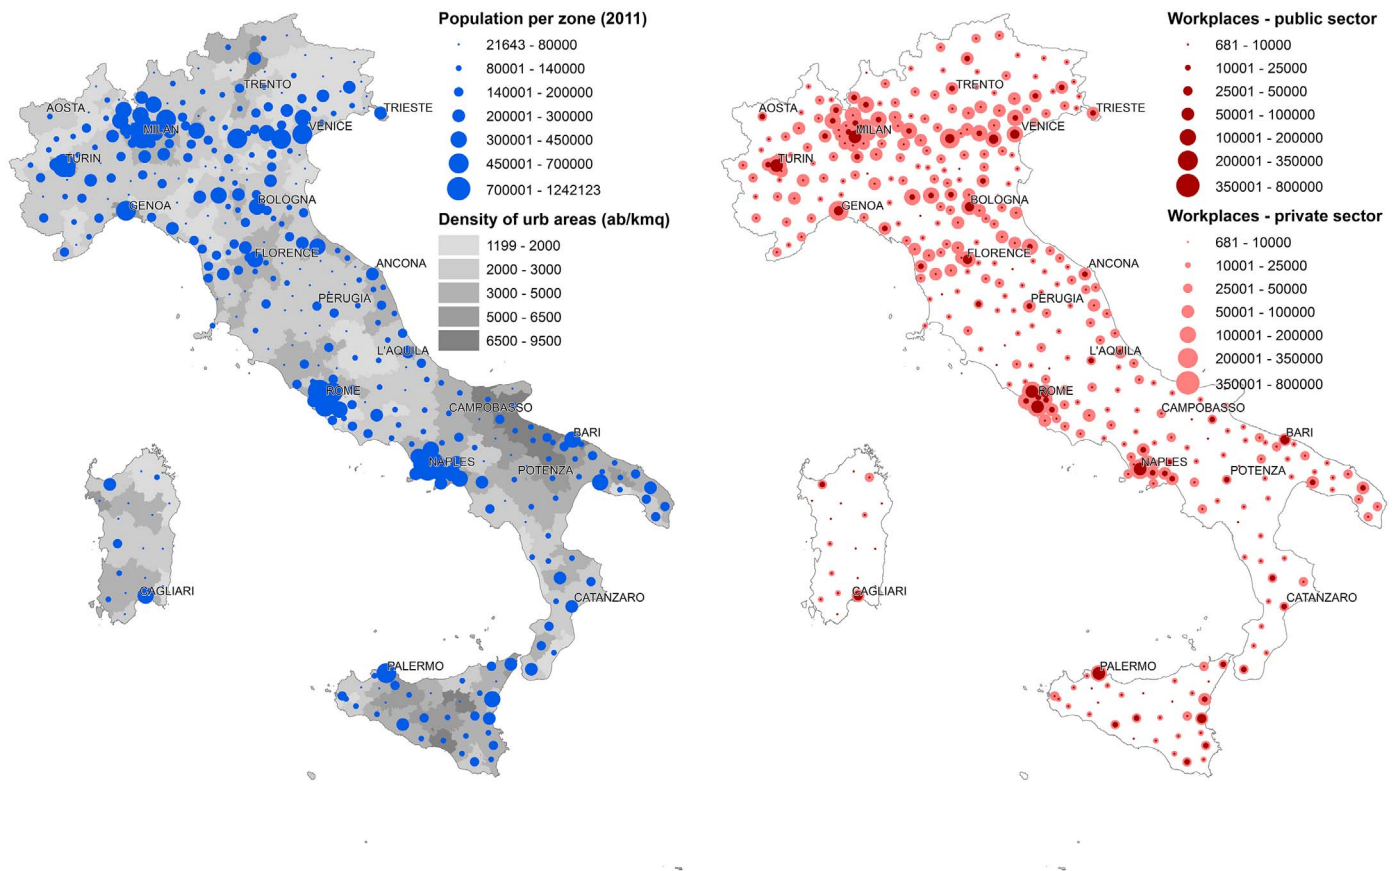 Population per zone (2011)
21643 - 80000
80001 - 140000
140001 - 200000
200001 - 300000
300001 - 450000
450001 - 700000
700001 - 1242123
Density of urb areas (ab/kmq)
1199 - 2000
2000 - 3000
3000 - 5000
5000 - 6500
6500 - 9500
TRENTO
AOSTA
TRIESTE
MILAN
VENICE
TURIN
GENOA
BOLOGNA
FLORENCE
ANCONA
PERUGIA
L'AQUILA
ROME
CAMPOBASSO
BARI
NAPLES
POTENZA
CAGLIARI
CATANZARO
PALERMO
Workplaces - public sector
681 - 10000
10001 - 25000
25001 - 50000
50001 - 100000
100001 - 200000
200001 - 350000
350001 - 800000
Workplaces - private sector
681 - 10000
10001 - 25000
25001 - 50000
50001 - 100000
100001 - 200000
200001 - 350000
350001 - 800000
TRENTO
AOSTA
TRIESTE
MILAN
VENICE
TURIN
GENOA
BOLOGNA
FLORENCE
ANCONA
PERUGIA
L'AQUILA
ROME
CAMPOBASSO
BARI
NAPLES
POTENZA
CAGLIARI
CATANZARO
PALERMO